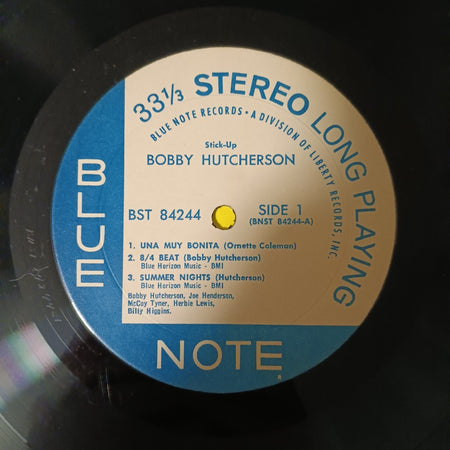 33⅓ STEREO LONG PLAYING
BLUE NOTE RECORDS • A DIVISION OF LIBERTY RECORDS, INC.
Stick-Up
BOBBY HUTCHERSON
BST 84244
SIDE 1
(BNST 84244-A)
1. UNA MUY BONITA (Ornette Coleman)
2. 8/4 BEAT (Bobby Hutcherson)
Blue Horizon Music - BMI
3. SUMMER NIGHTS (Hutcherson)
Blue Horizon Music - BMI
Bobby Hutcherson, Joe Henderson,
McCoy Tyner, Herbie Lewis,
Billy Higgins.
BLUE
NOTE